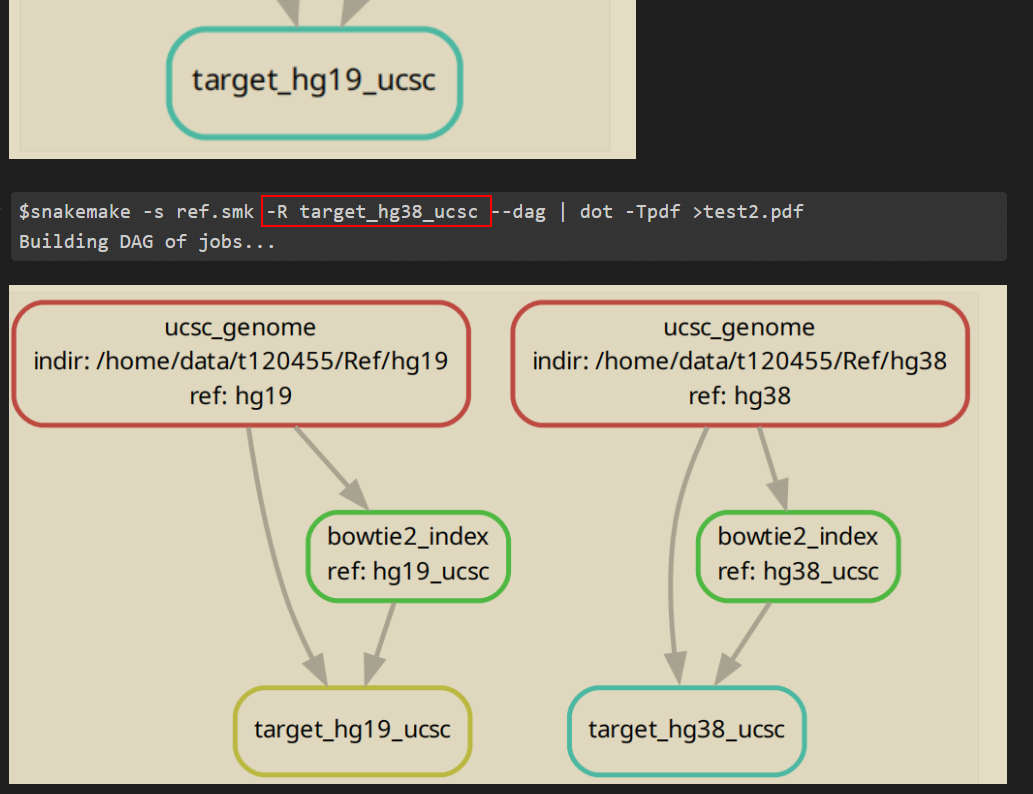 target_hg19_ucsc
$snakemake -s ref.smk -R target_hg38_ucsc --dag | dot -Tpdf >test2.pdf
Building DAG of jobs...
ucsc_genome
indir: /home/data/t120455/Ref/hg19
ref: hg19
ucsc_genome
indir: /home/data/t120455/Ref/hg38
ref: hg38
bowtie2_index
ref: hg19_ucsc
bowtie2_index
ref: hg38_ucsc
target_hg19_ucsc
target_hg38_ucsc